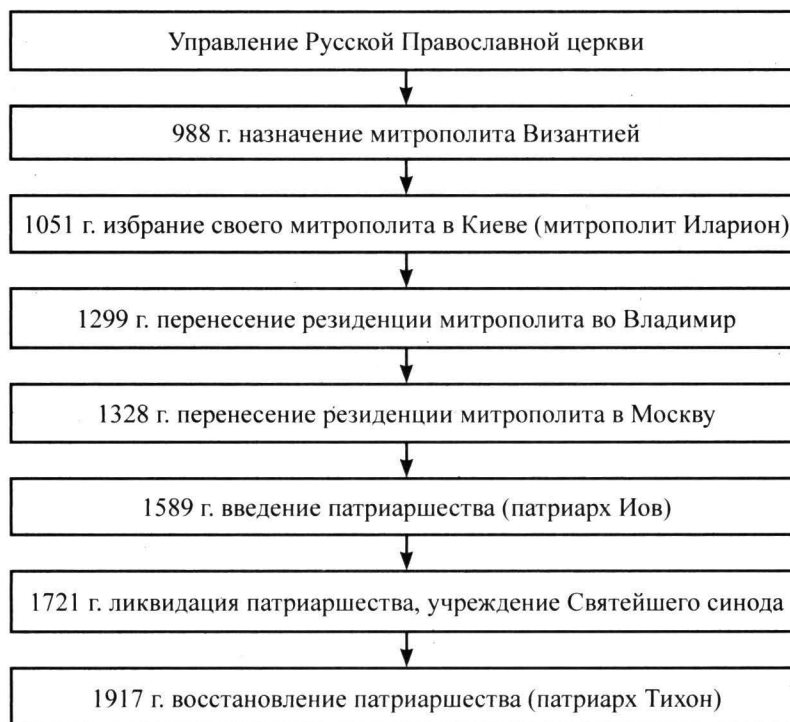 Управление Русской Православной церкви
988 г. назначение митрополита Византией
1051 г. избрание своего митрополита в Киеве (митрополит Иларион)
1299 г. перенесение резиденции митрополита во Владимир
1328 г. перенесение резиденции митрополита в Москву
1589 г. введение патриаршества (патриарх Иов)
1721 г. ликвидация патриаршества, учреждение Святейшего синода
1917 г. восстановление патриаршества (патриарх Тихон)